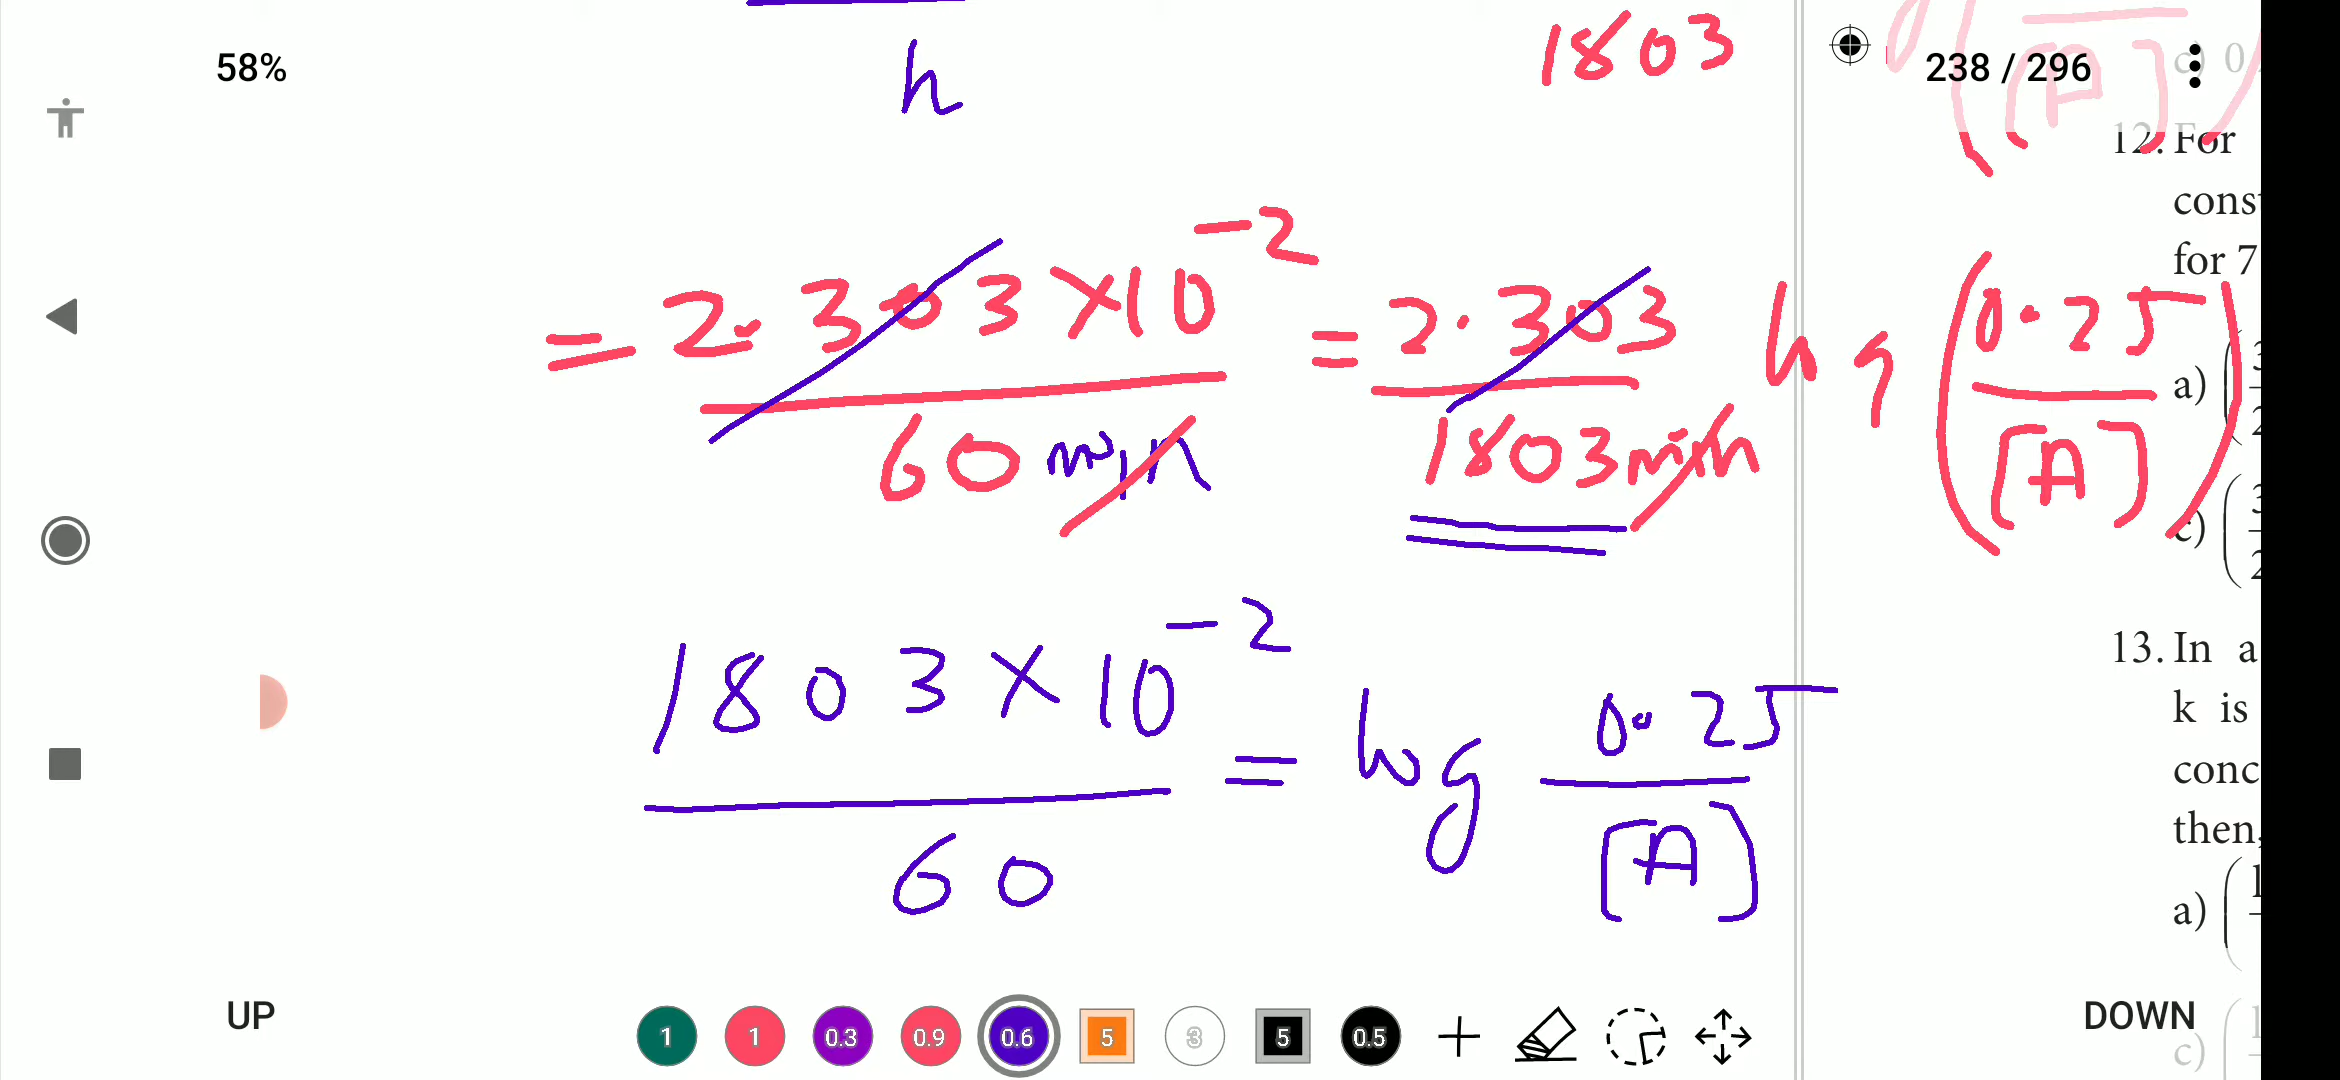 58%
h
1803
238 / 296
c) 0
[A]
12. For
cons
for 7
= 2.303 × 10⁻² / 60 min = 2.303 / 1803 min log (0.25 / [A])
a)
c)
1803 × 10⁻² / 60 = log 0.25 / [A]
13. In a
k is
conc
then,
a)
c)
UP
DOWN
1 1 0.3 0.9 0.6 5 3 5 0.5